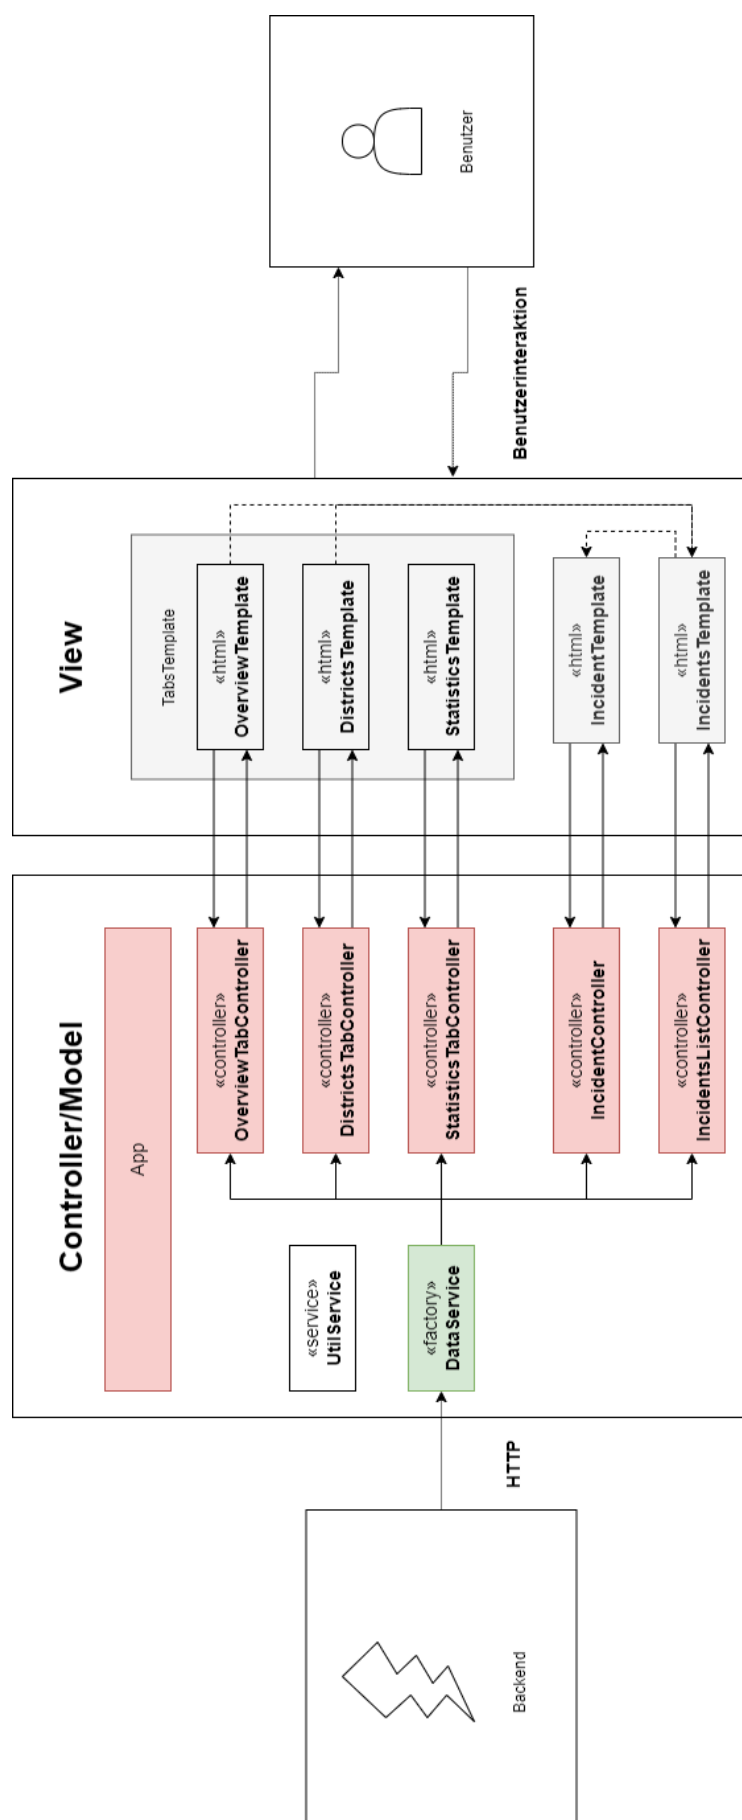 Backend
HTTP
Controller/Model
App
«service»
UtilService
«factory»
DataService
«controller»
OverviewTabController
«controller»
DistrictsTabController
«controller»
StatisticsTabController
«controller»
IncidentController
«controller»
IncidentsListController
View
TabsTemplate
«html»
OverviewTemplate
«html»
DistrictsTemplate
«html»
StatisticsTemplate
«html»
IncidentTemplate
«html»
IncidentsTemplate
Benutzerinteraktion
Benutzer